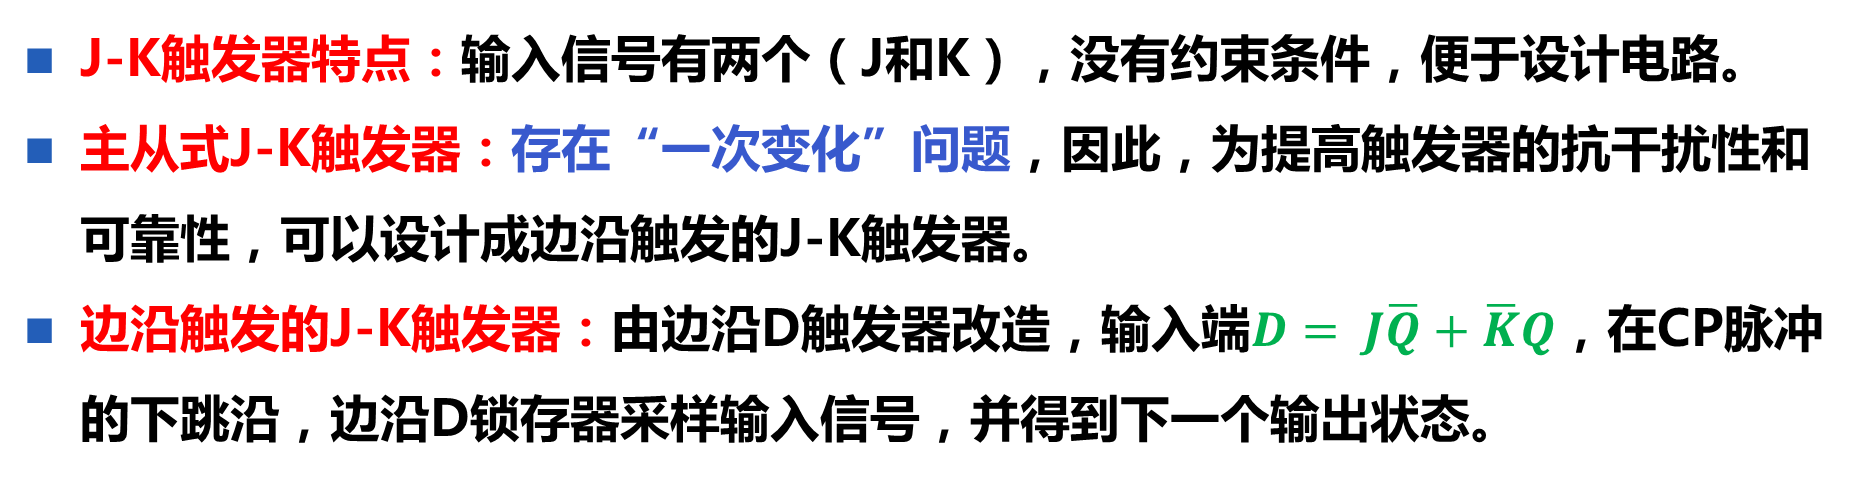 ■ J-K触发器特点：输入信号有两个（J和K），没有约束条件，便于设计电路。
■ 主从式J-K触发器：存在“一次变化”问题，因此，为提高触发器的抗干扰性和
可靠性，可以设计成边沿触发的J-K触发器。
■ 边沿触发的J-K触发器：由边沿D触发器改造，输入端D = JQ̅ + K̅Q，在CP脉冲
的下跳沿，边沿D锁存器采样输入信号，并得到下一个输出状态。